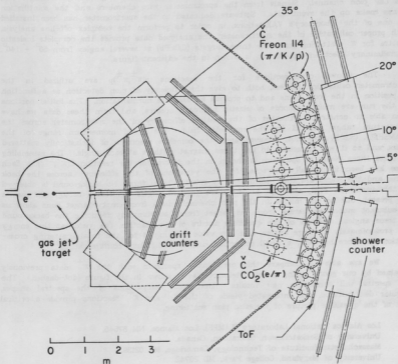 35°
Č
Freon 114
(π/K/p)
20°
10°
5°
e⁻
gas jet
target
drift
counters
Č
CO₂(e/π)
shower
counter
ToF
0 1 2 3
m